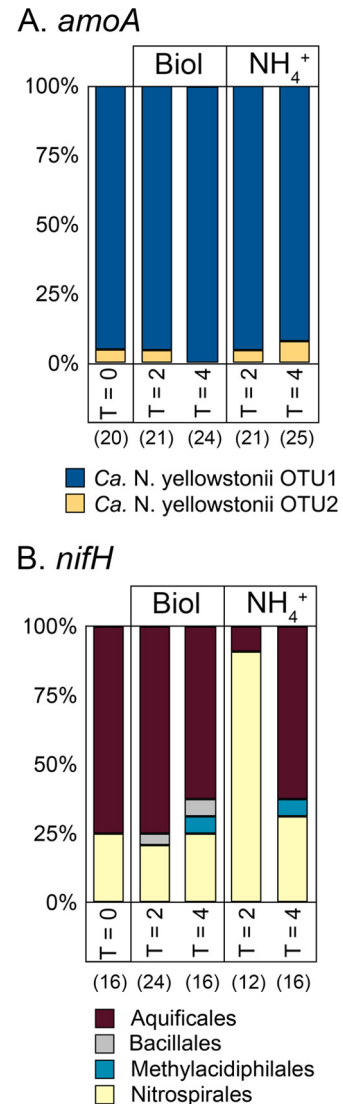 A. amoA
Biol NH₄⁺
100%
75%
50%
25%
0%
T = 0 T = 2 T = 4 T = 2 T = 4
(20) (21) (24) (21) (25)
Ca. N. yellowstonii OTU1
Ca. N. yellowstonii OTU2
B. nifH
Biol NH₄⁺
100%
75%
50%
25%
0%
T = 0 T = 2 T = 4 T = 2 T = 4
(16) (24) (16) (12) (16)
Aquificales
Bacillales
Methylacidiphilales
Nitrospirales